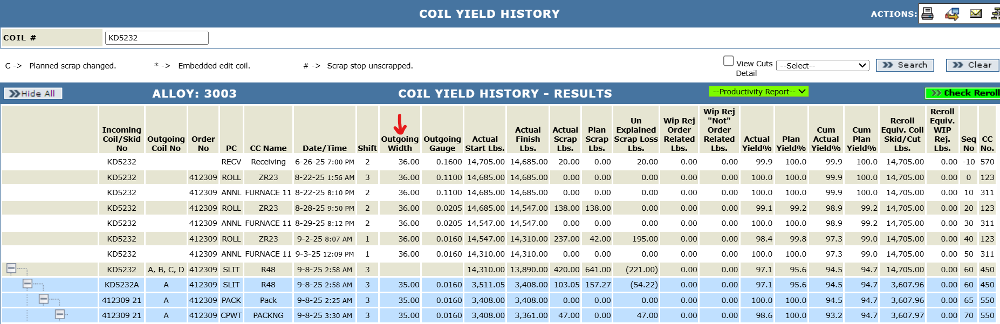 COIL YIELD HISTORY
ACTIONS:
COIL # KD5232
C -> Planned scrap changed. * -> Embedded edit coil. # -> Scrap stop unscrapped.
View Cuts Detail --Select-- Search Clear
Hide All ALLOY: 3003 COIL YIELD HISTORY - RESULTS --Productivity Report-- Check Reroll
Incoming Coil/Skid No Outgoing Coil No Order No PC CC Name Date/Time Shift Outgoing Width Outgoing Gauge Actual Start Lbs. Actual Finish Lbs. Actual Scrap Lbs. Plan Scrap Lbs. Un Explained Scrap Loss Lbs. Wip Rej Order Related Lbs. Wip Rej "Not" Order Related Lbs. Actual Yield% Plan Yield% Cum Actual Yield% Cum Plan Yield% Reroll Equiv. Coil Skid/Cut Lbs. Reroll Equiv. WIP Rej. Lbs. Seq No CC No.
KD5232 RECV Receiving 6-26-25 7:00 PM 2 36.00 0.1600 14,705.00 14,685.00 20.00 0.00 20.00 0.00 0.00 99.9 100.0 99.9 100.0 14,705.00 0.00 -10 570
KD5232 412309 ROLL ZR23 8-22-25 1:56 AM 3 36.00 0.1100 14,685.00 14,685.00 0.00 0.00 0.00 0.00 0.00 100.0 100.0 99.9 100.0 14,705.00 0.00 0 123
KD5232 412309 ANNL FURNACE 11 8-22-25 8:10 PM 2 36.00 0.1100 14,685.00 14,685.00 0.00 0.00 0.00 0.00 0.00 100.0 100.0 99.9 100.0 14,705.00 0.00 10 311
KD5232 412309 ROLL ZR23 8-28-25 9:50 PM 2 36.00 0.0205 14,685.00 14,547.00 138.00 138.00 0.00 0.00 0.00 99.1 99.2 98.9 99.2 14,705.00 0.00 20 123
KD5232 412309 ANNL FURNACE 11 8-29-25 8:12 PM 2 36.00 0.0205 14,547.00 14,547.00 0.00 0.00 0.00 0.00 0.00 100.0 100.0 98.9 99.2 14,705.00 0.00 30 311
KD5232 412309 ROLL ZR23 9-2-25 8:07 AM 1 36.00 0.0160 14,547.00 14,310.00 237.00 42.00 195.00 0.00 0.00 98.4 99.8 97.3 99.0 14,705.00 0.00 40 123
KD5232 412309 ANNL FURNACE 11 9-3-25 12:09 PM 1 36.00 0.0160 14,310.00 14,310.00 0.00 0.00 0.00 0.00 0.00 100.0 100.0 97.3 99.0 14,705.00 0.00 50 311
KD5232 A, B, C, D 412309 SLIT R48 9-8-25 2:58 AM 3 14,310.00 13,890.00 420.00 641.00 (221.00) 0.00 0.00 97.1 95.6 94.5 94.7 14,705.00 0.00 60 450
KD5232A A 412309 SLIT R48 9-8-25 2:58 AM 3 35.00 0.0160 3,511.05 3,408.00 103.05 157.27 (54.22) 0.00 0.00 97.1 95.6 94.5 94.7 3,607.96 0.00 60 450
412309 21 A 412309 PACK Pack 9-8-25 2:25 AM 3 35.00 0.0160 3,408.00 3,408.00 0.00 0.00 0.00 0.00 0.00 100.0 100.0 94.5 94.7 3,607.96 0.00 65 550
412309 21 A 412309 CPWT PACKNG 9-8-25 3:30 AM 3 35.00 0.0160 3,408.00 3,361.00 47.00 0.00 47.00 0.00 0.00 98.6 100.0 93.2 94.7 3,607.97 0.00 70 550